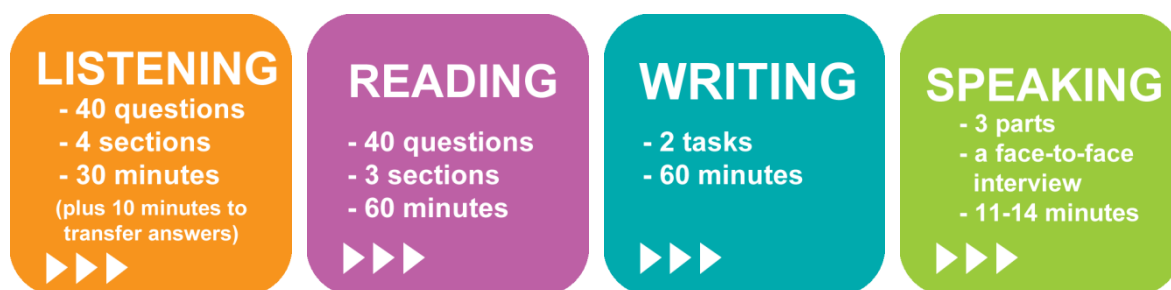 LISTENING
- 40 questions
- 4 sections
- 30 minutes
(plus 10 minutes to
transfer answers)
READING
- 40 questions
- 3 sections
- 60 minutes
WRITING
- 2 tasks
- 60 minutes
SPEAKING
- 3 parts
- a face-to-face
interview
- 11-14 minutes